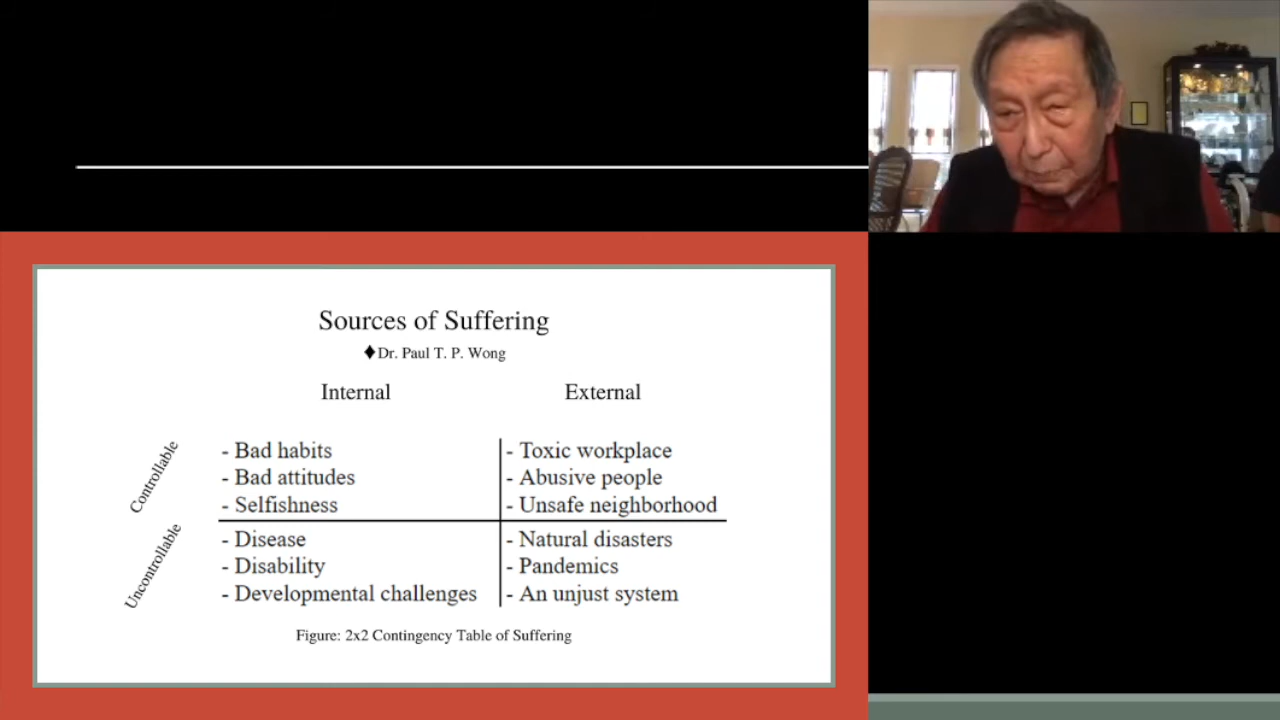 Sources of Suffering
♦Dr. Paul T. P. Wong
Internal External
Controllable
- Bad habits - Toxic workplace
- Bad attitudes - Abusive people
- Selfishness - Unsafe neighborhood
Uncontrollable
- Disease - Natural disasters
- Disability - Pandemics
- Developmental challenges - An unjust system
Figure: 2x2 Contingency Table of Suffering